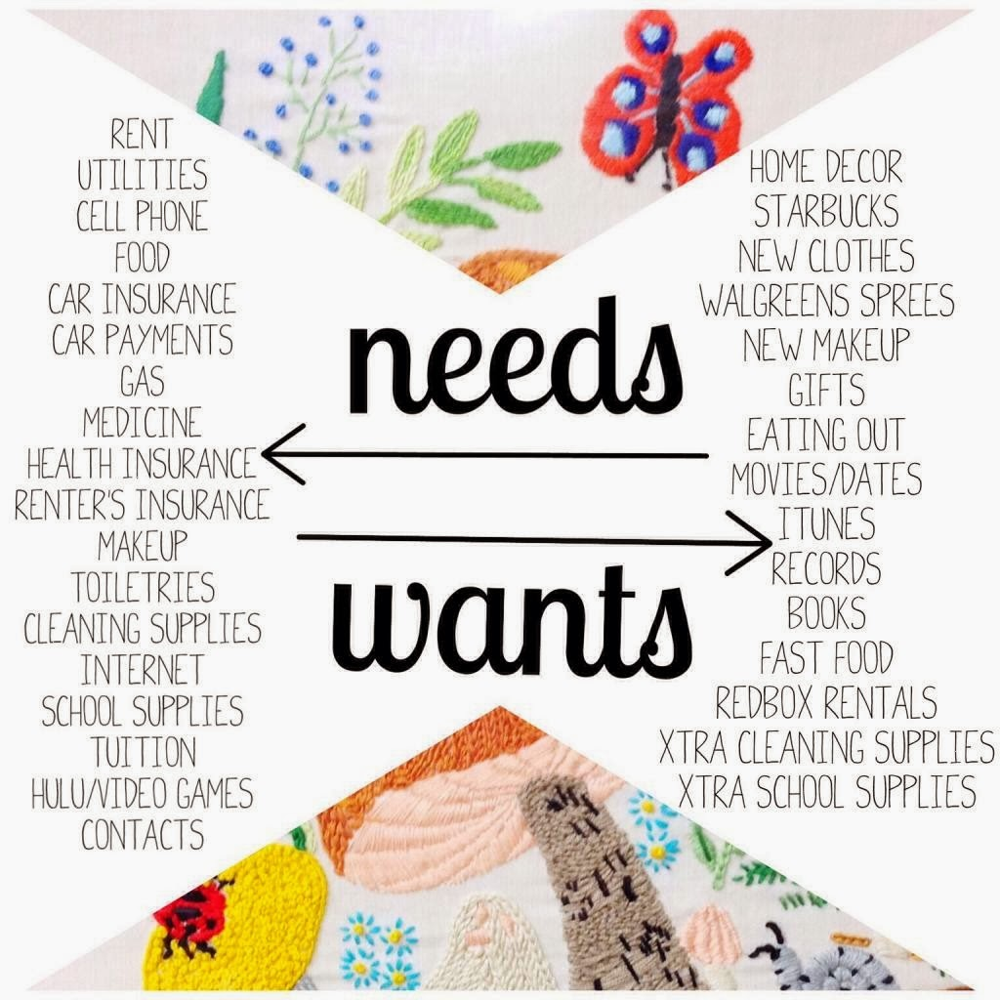 RENT
UTILITIES
CELL PHONE
FOOD
CAR INSURANCE
CAR PAYMENTS
GAS
MEDICINE
HEALTH INSURANCE
RENTER'S INSURANCE
MAKEUP
TOILETRIES
CLEANING SUPPLIES
INTERNET
SCHOOL SUPPLIES
TUITION
HULU/VIDEO GAMES
CONTACTS
needs
wants
HOME DECOR
STARBUCKS
NEW CLOTHES
WALGREENS SPREES
NEW MAKEUP
GIFTS
EATING OUT
MOVIES/DATES
ITUNES
RECORDS
BOOKS
FAST FOOD
REDBOX RENTALS
XTRA CLEANING SUPPLIES
XTRA SCHOOL SUPPLIES